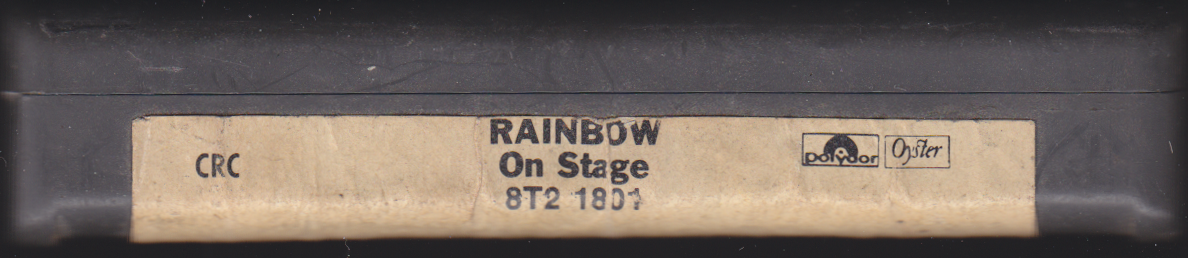 RAINBOW
On Stage
8T2 1801
CRC
polydor
Oyster